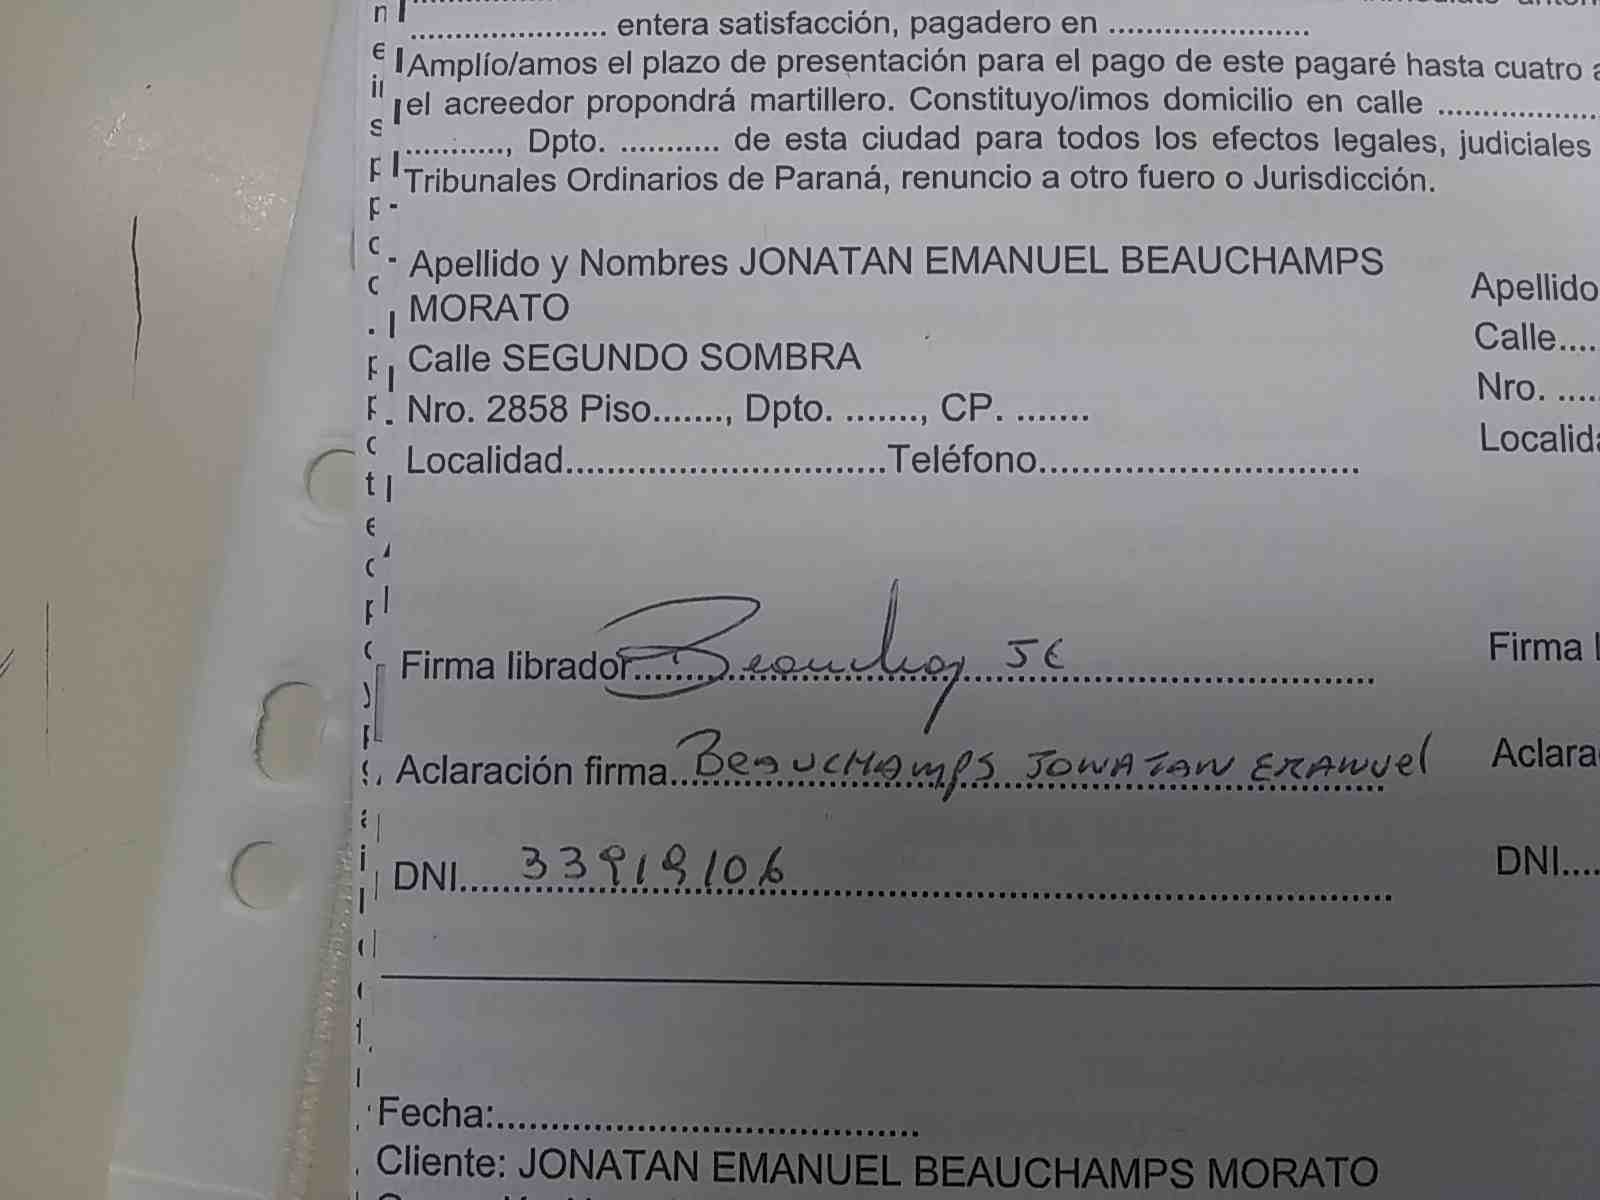 ...................... entera satisfacción, pagadero en ......................
Amplío/amos el plazo de presentación para el pago de este pagaré hasta cuatro
el acreedor propondrá martillero. Constituyo/imos domicilio en calle ..................
..........., Dpto. ........... de esta ciudad para todos los efectos legales, judiciales
Tribunales Ordinarios de Paraná, renuncio a otro fuero o Jurisdicción.
Apellido y Nombres JONATAN EMANUEL BEAUCHAMPS
MORATO
Calle SEGUNDO SOMBRA
Nro. 2858 Piso......., Dpto. ......., CP. .......
Localidad..............................Teléfono..............................
Apellido
Calle....
Nro. .....
Localida
Firma librador.......Beauchap JE..............................
Aclaración firma...BeAUCHAmpS JONATAN EMANUel
DNI.....33919106..............................
Firma l
Aclara
DNI....
Fecha:.......................................
Cliente: JONATAN EMANUEL BEAUCHAMPS MORATO